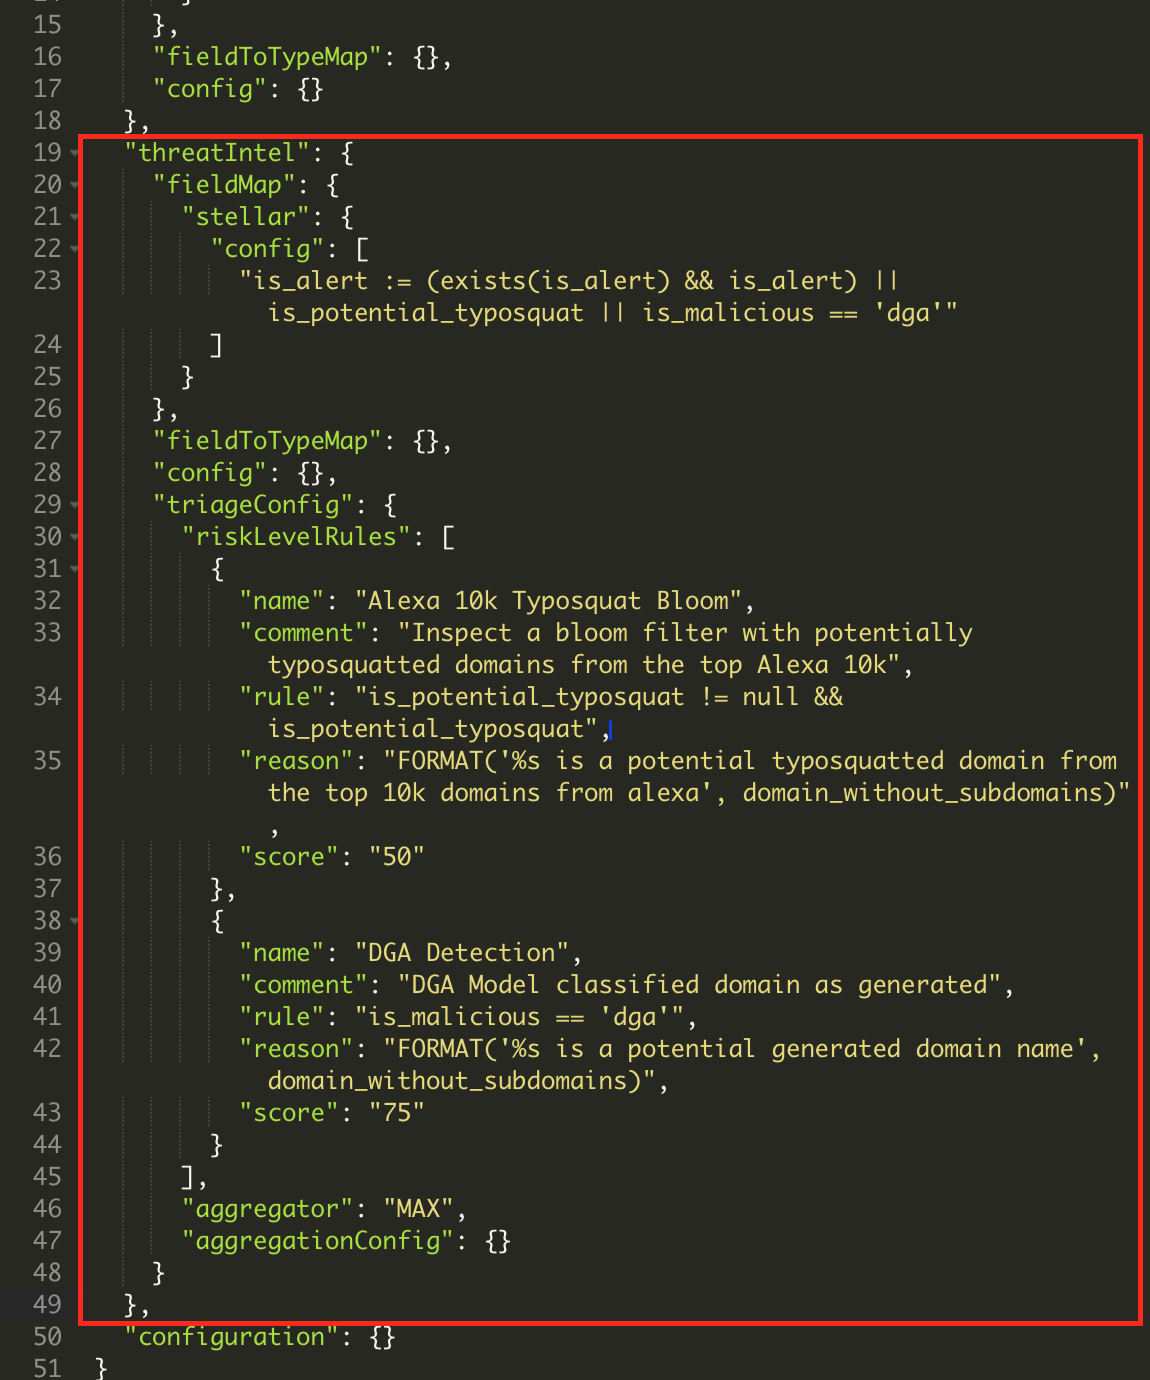 15 },
16 "fieldToTypeMap": {},
17 "config": {}
18 },
19 "threatIntel": {
20 "fieldMap": {
21 "stellar": {
22 "config": [
23 "is_alert := (exists(is_alert) && is_alert) ||
is_potential_typosquat || is_malicious == 'dga'"
24 ]
25 }
26 },
27 "fieldToTypeMap": {},
28 "config": {},
29 "triageConfig": {
30 "riskLevelRules": [
31 {
32 "name": "Alexa 10k Typosquat Bloom",
33 "comment": "Inspect a bloom filter with potentially
typosquatted domains from the top Alexa 10k",
34 "rule": "is_potential_typosquat != null &&
is_potential_typosquat",
35 "reason": "FORMAT('%s is a potential typosquatted domain from
the top 10k domains from alexa', domain_without_subdomains)"
,
36 "score": "50"
37 },
38 {
39 "name": "DGA Detection",
40 "comment": "DGA Model classified domain as generated",
41 "rule": "is_malicious == 'dga'",
42 "reason": "FORMAT('%s is a potential generated domain name',
domain_without_subdomains)",
43 "score": "75"
44 }
45 ],
46 "aggregator": "MAX",
47 "aggregationConfig": {}
48 }
49 },
50 "configuration": {}
51 }